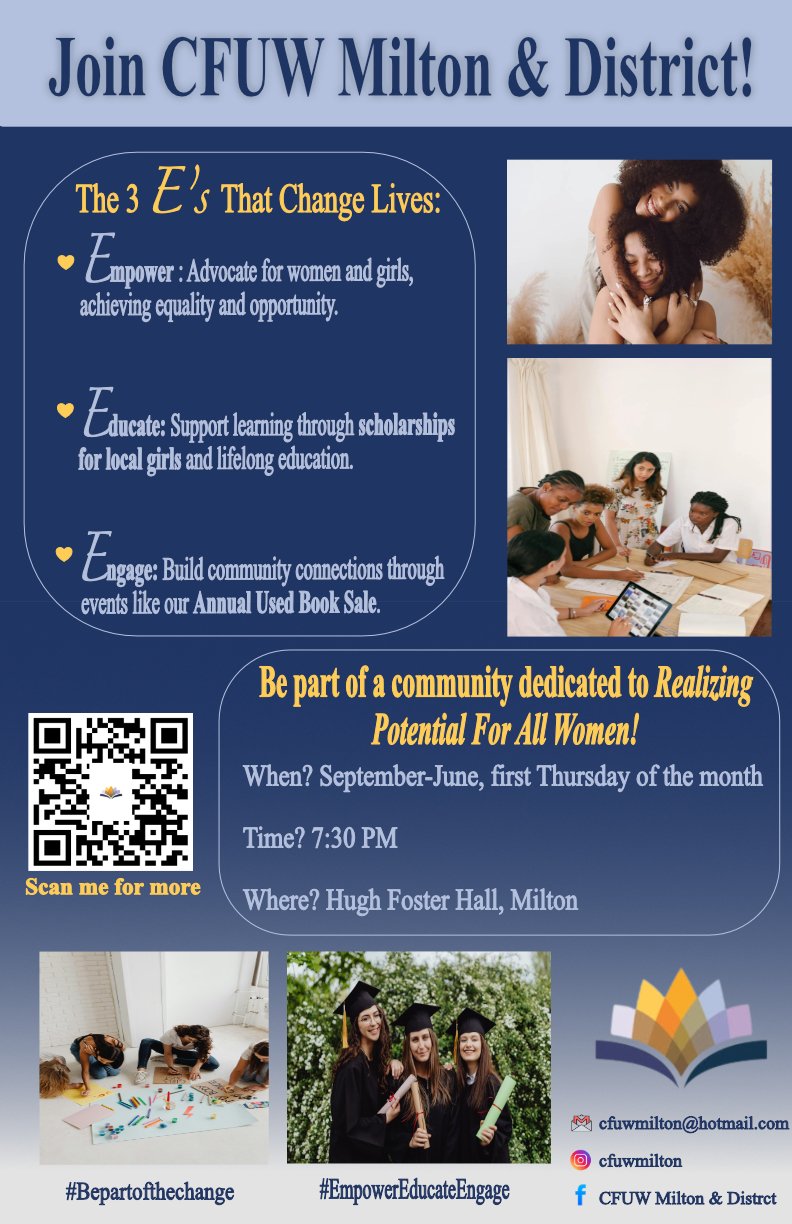 Join CFUW Milton & District!
The 3 E's That Change Lives:
Empower : Advocate for women and girls,
achieving equality and opportunity.
Educate: Support learning through scholarships
for local girls and lifelong education.
Engage: Build community connections through
events like our Annual Used Book Sale.
Be part of a community dedicated to Realizing
Potential For All Women!
When? September-June, first Thursday of the month
Time? 7:30 PM
Where? Hugh Foster Hall, Milton
Scan me for more
cfuwmilton@hotmail.com
cfuwmilton
CFUW Milton & Distrct
#Bepartofthechange
#EmpowerEducateEngage